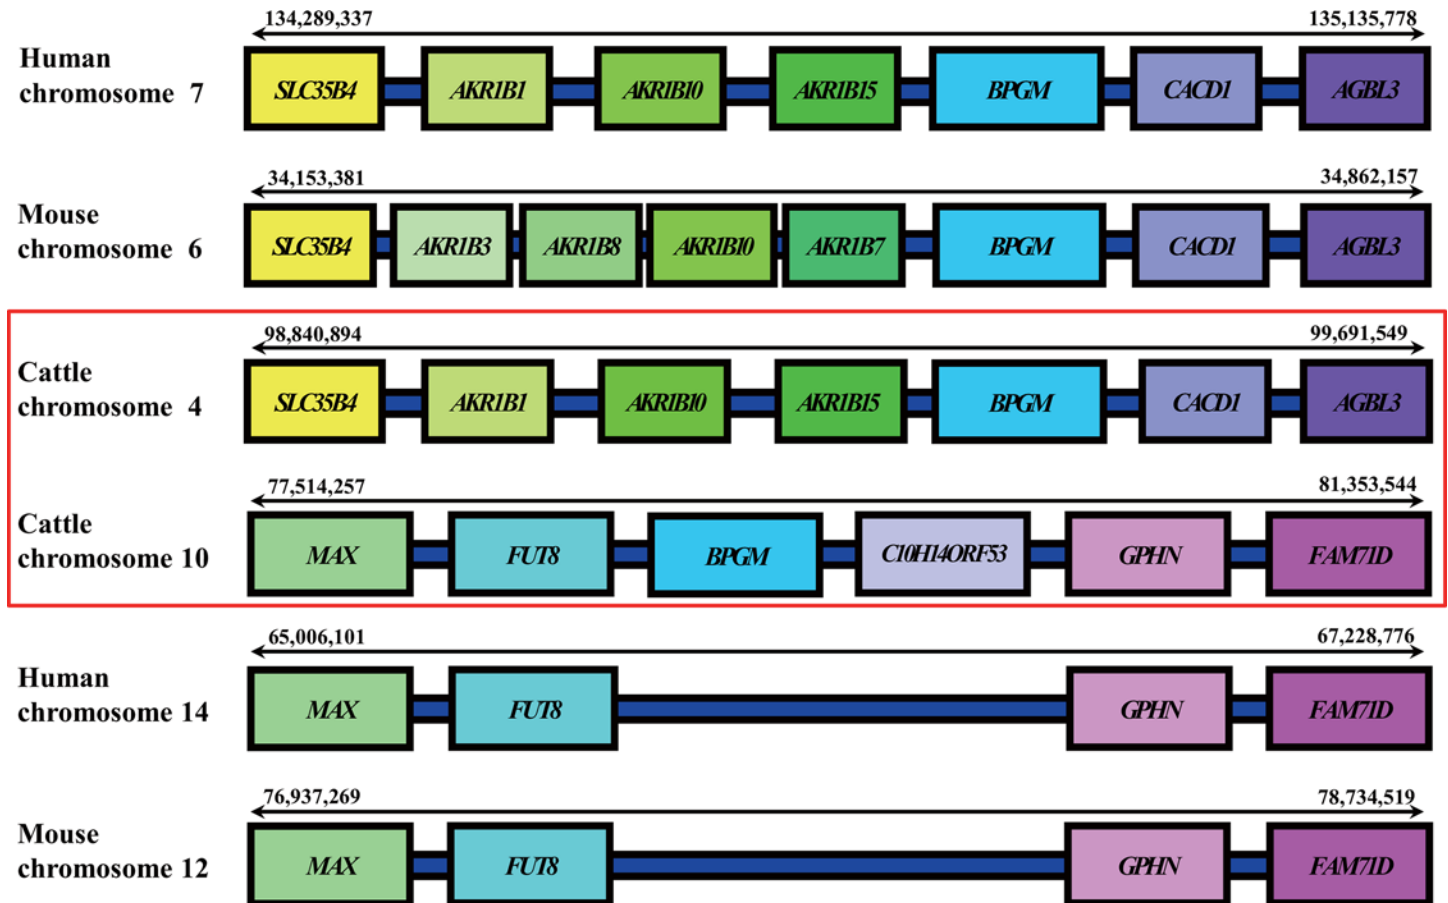 134,289,337 135,135,778
Human
chromosome 7
SLC35B4 AKR1B1 AKR1B10 AKR1B15 BPGM CACD1 AGBL3
34,153,381 34,862,157
Mouse
chromosome 6
SLC35B4 AKR1B3 AKR1B8 AKR1B10 AKR1B7 BPGM CACD1 AGBL3
98,840,894 99,691,549
Cattle
chromosome 4
SLC35B4 AKR1B1 AKR1B10 AKR1B15 BPGM CACD1 AGBL3
77,514,257 81,353,544
Cattle
chromosome 10
MAX FUT8 BPGM C10H14ORF53 GPHN FAM71D
65,006,101 67,228,776
Human
chromosome 14
MAX FUT8 GPHN FAM71D
76,937,269 78,734,519
Mouse
chromosome 12
MAX FUT8 GPHN FAM71D